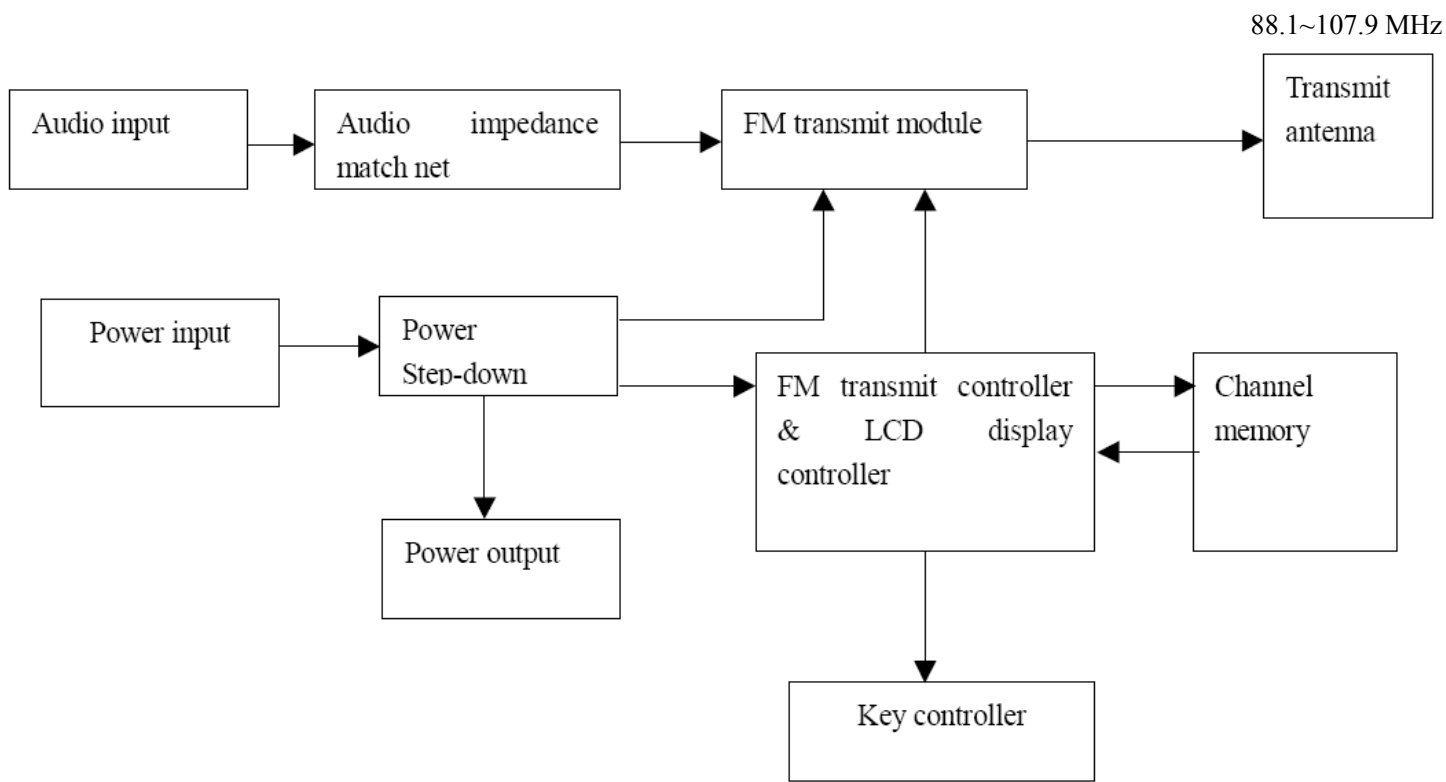 88.1~107.9 MHz
Audio input
Audio impedance
match net
FM transmit module
Transmit
antenna
Power input
Power
Step-down
FM transmit controller
& LCD display
controller
Channel
memory
Power output
Key controller